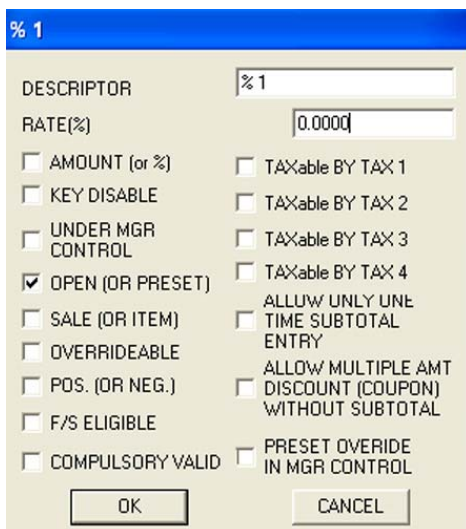 % 1
DESCRIPTOR
% 1
RATE(%)
0.0000
AMOUNT (or %)
KEY DISABLE
UNDER MGR
CONTROL
OPEN (OR PRESET)
SALE (OR ITEM)
OVERRIDEABLE
POS. (OR NEG.)
F/S ELIGIBLE
COMPULSORY VALID
TAXable BY TAX 1
TAXable BY TAX 2
TAXable BY TAX 3
TAXable BY TAX 4
ALLOW ONLY ONE
TIME SUBTOTAL
ENTRY
ALLOW MULTIPLE AMT
DISCOUNT (COUPON)
WITHOUT SUBTOTAL
PRESET OVERIDE
IN MGR CONTROL
OK
CANCEL